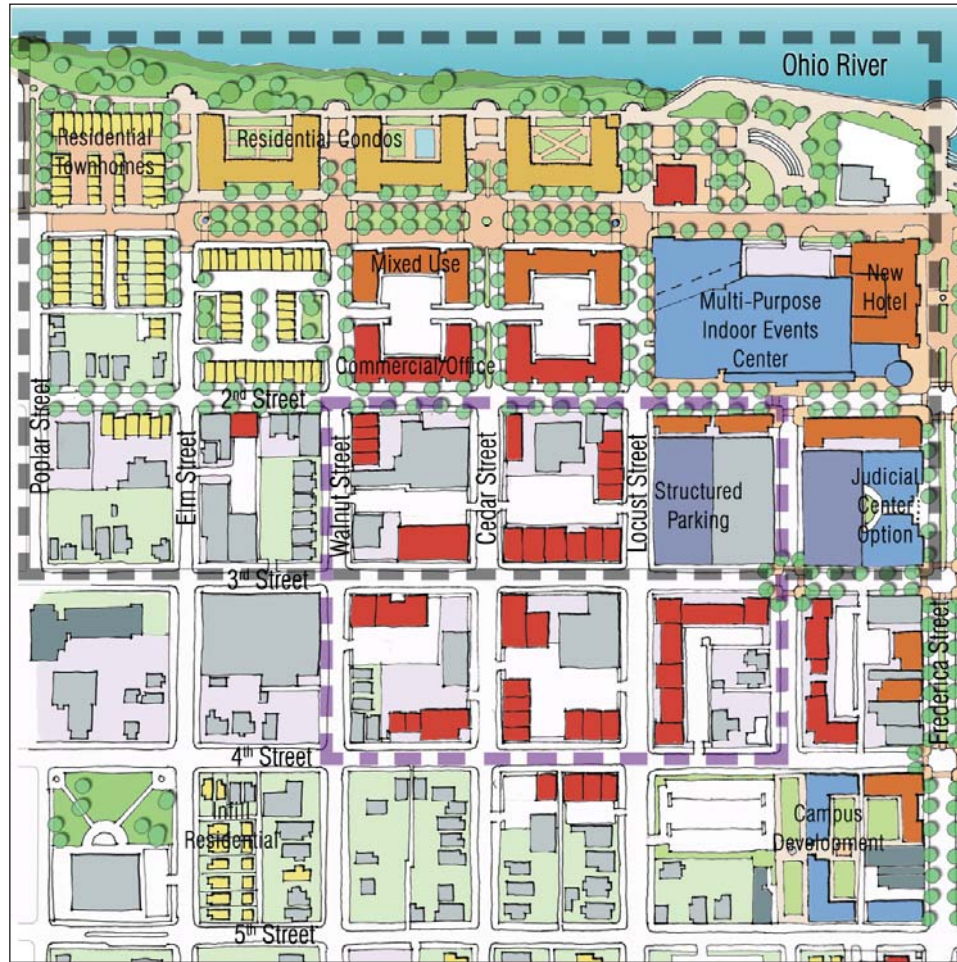 Ohio River
Residential
Townhomes
Residential Condos
Mixed Use
New
Hotel
Multi-Purpose
Indoor Events
Center
Commercial/Office
2nd Street
Poplar Street
Elm Street
Walnut Street
Cedar Street
Locust Street
Structured
Parking
Judicial
Center
Option
3rd Street
Frederica Street
4th Street
Infill
Residential
Campus
Development
5th Street